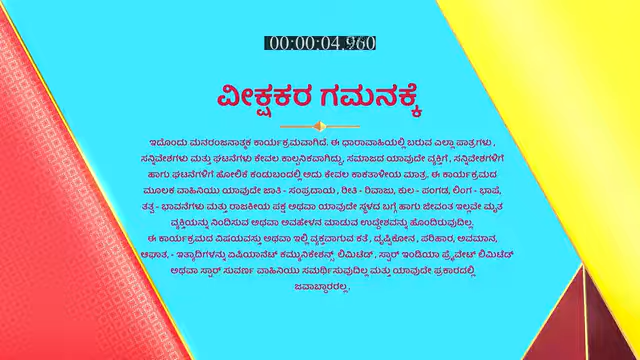 00:00:04.960
ವೀಕ್ಷಕರ ಗಮನಕ್ಕೆ
ಇದೊಂದು ಮನರಂಜನಾತ್ಮಕ ಕಾರ್ಯಕ್ರಮವಾಗಿದೆ. ಈ ಧಾರಾವಾಹಿಯಲ್ಲಿ ಬರುವ ಎಲ್ಲಾ ಪಾತ್ರಗಳು ,
ಸನ್ನಿವೇಶಗಳು ಮತ್ತು ಘಟನೆಗಳು ಕೇವಲ ಕಾಲ್ಪನಿಕವಾಗಿದ್ದು, ಸಮಾಜದ ಯಾವುದೇ ವ್ಯಕ್ತಿಗೆ , ಸನ್ನಿವೇಶಗಳಿಗೆ
ಹಾಗು ಘಟನೆಗಳಿಗೆ ಹೋಲಿಕೆ ಕಂಡುಬಂದಲ್ಲಿ ಅದು ಕೇವಲ ಕಾಕತಾಳೀಯ ಮಾತ್ರ. ಈ ಕಾರ್ಯಕ್ರಮದ
ಮೂಲಕ ವಾಹಿನಿಯು ಯಾವುದೇ ಜಾತಿ - ಸಂಪ್ರದಾಯ , ರೀತಿ - ರಿವಾಜು, ಕುಲ - ಪಂಗಡ, ಲಿಂಗ - ಭಾಷೆ,
ತತ್ವ - ಭಾವನೆಗಳು ಮತ್ತು ರಾಜಕೀಯ ಪಕ್ಷ ಅಥವಾ ಯಾವುದೇ ಸ್ಥಳದ ಬಗ್ಗೆ ಹಾಗು ಜೀವಂತ ಇಲ್ಲವೇ ಮೃತ
ವ್ಯಕ್ತಿಯನ್ನು ನಿಂದಿಸುವ ಅಥವಾ ಅವಹೇಳನ ಮಾಡುವ ಉದ್ದೇಶವನ್ನು ಹೊಂದಿರುವುದಿಲ್ಲ.
ಈ ಕಾರ್ಯಕ್ರಮದ ವಿಷಯವಸ್ತು ಅಥವಾ ಇಲ್ಲಿ ವ್ಯಕ್ತವಾಗುವ ಕತೆ , ದೃಷ್ಟಿಕೋನ , ಪರಿಹಾರ, ಅವಮಾನ,
ಆಘಾತ, - ಇತ್ಯಾದಿಗಳನ್ನು ಏಷಿಯಾನೆಟ್ ಕಮ್ಯುನಿಕೇಶನ್ಸ್ ಲಿಮಿಟೆಡ್ , ಸ್ಟಾರ್ ಇಂಡಿಯಾ ಪ್ರೈವೇಟ್ ಲಿಮಿಟೆಡ್
ಅಥವಾ ಸ್ಟಾರ್ ಸುವರ್ಣ ವಾಹಿನಿಯು ಸಮರ್ಥಿಸುವುದಿಲ್ಲ ಮತ್ತು ಯಾವುದೇ ಪ್ರಕಾರದಲ್ಲಿ
ಜವಾಬ್ದಾರರಲ್ಲ.